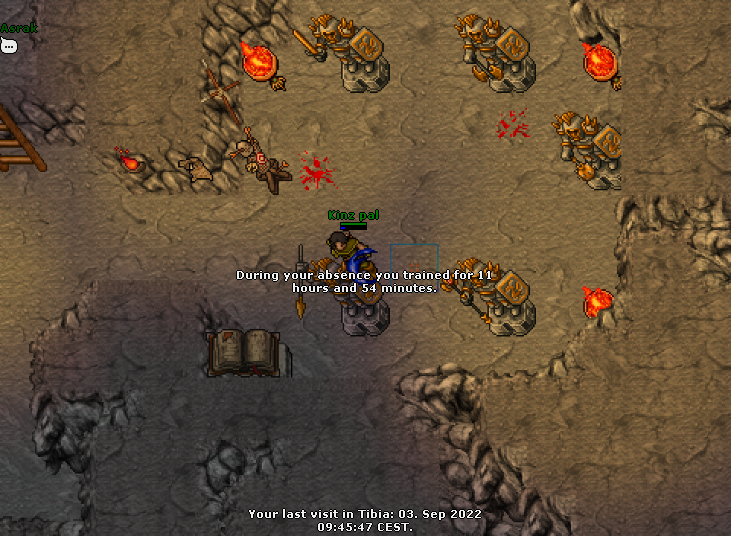 Asrak
Kinz pal
During your absence you trained for 11
hours and 54 minutes.
Your last visit in Tibia: 03. Sep 2022
09:45:47 CEST.